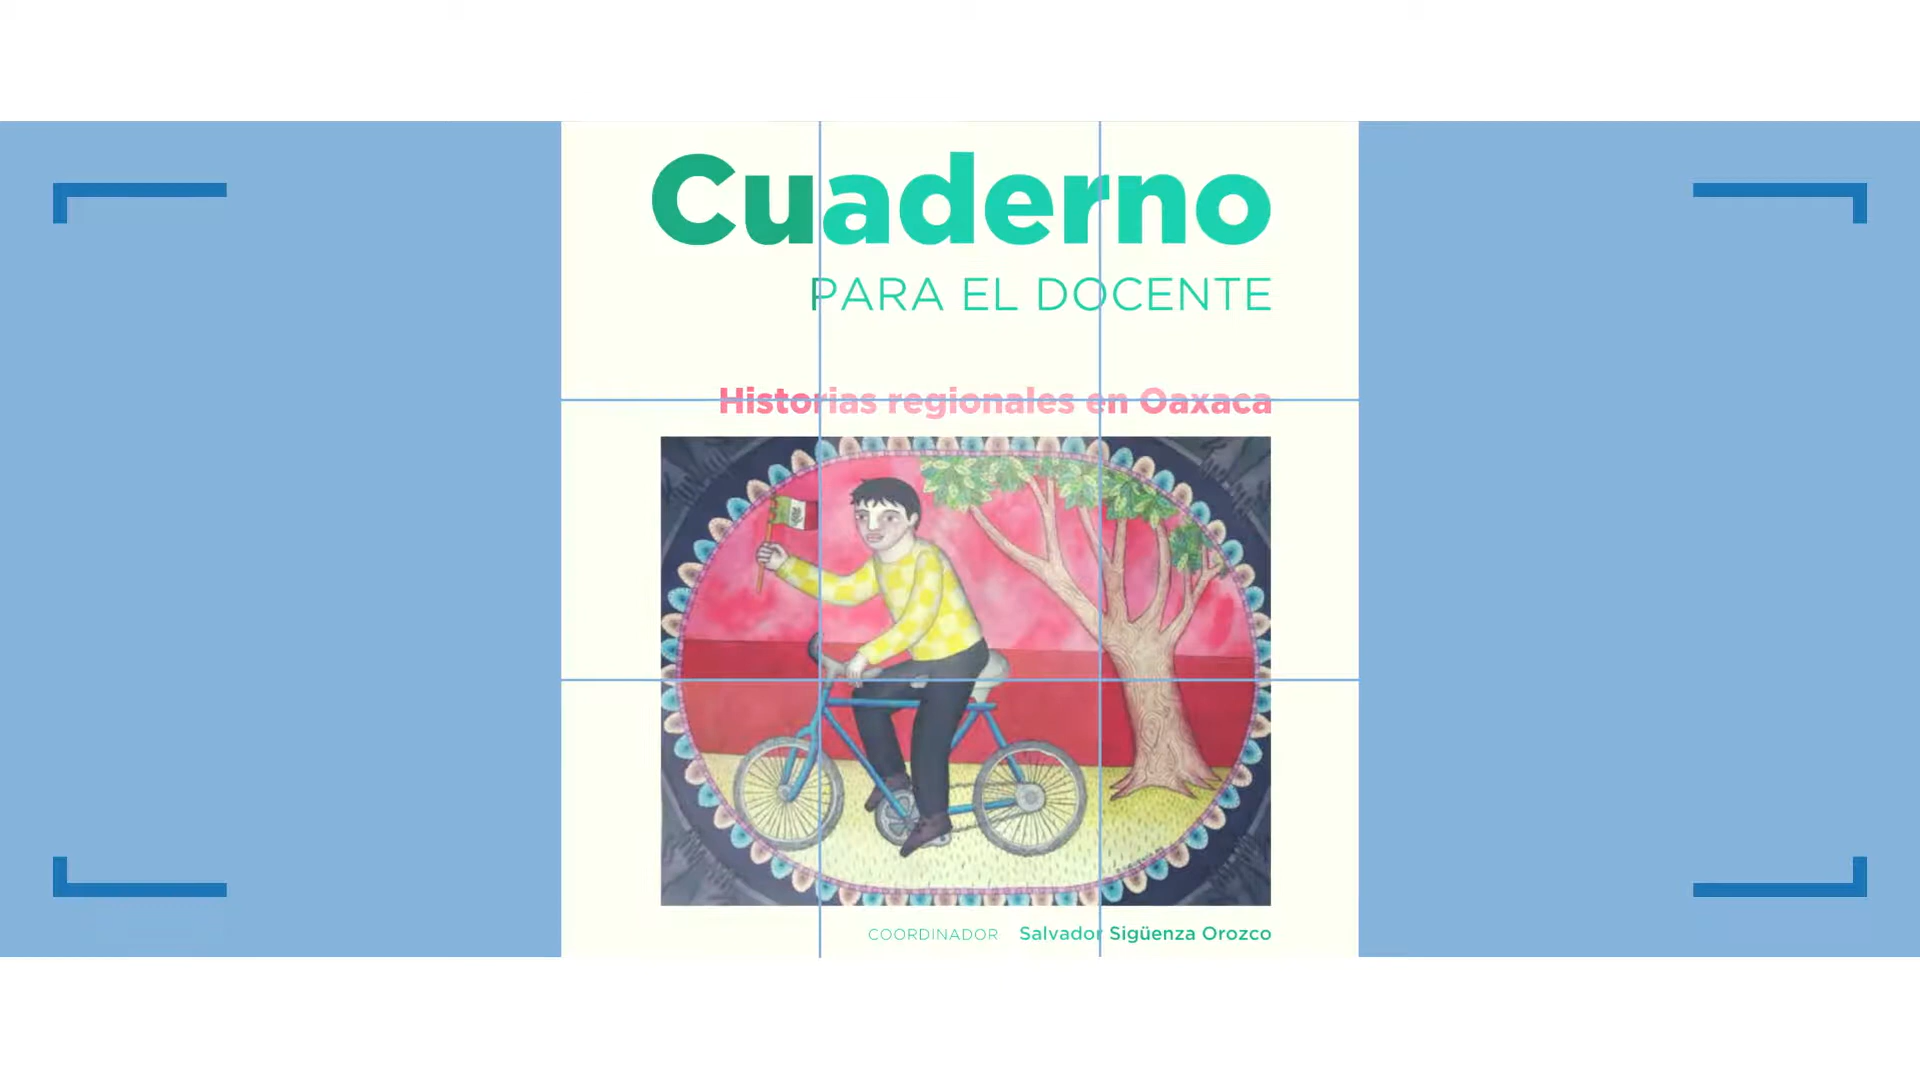 Cuaderno
PARA EL DOCENTE
Historias regionales en Oaxaca
COORDINADOR Salvador Sigüenza Orozco